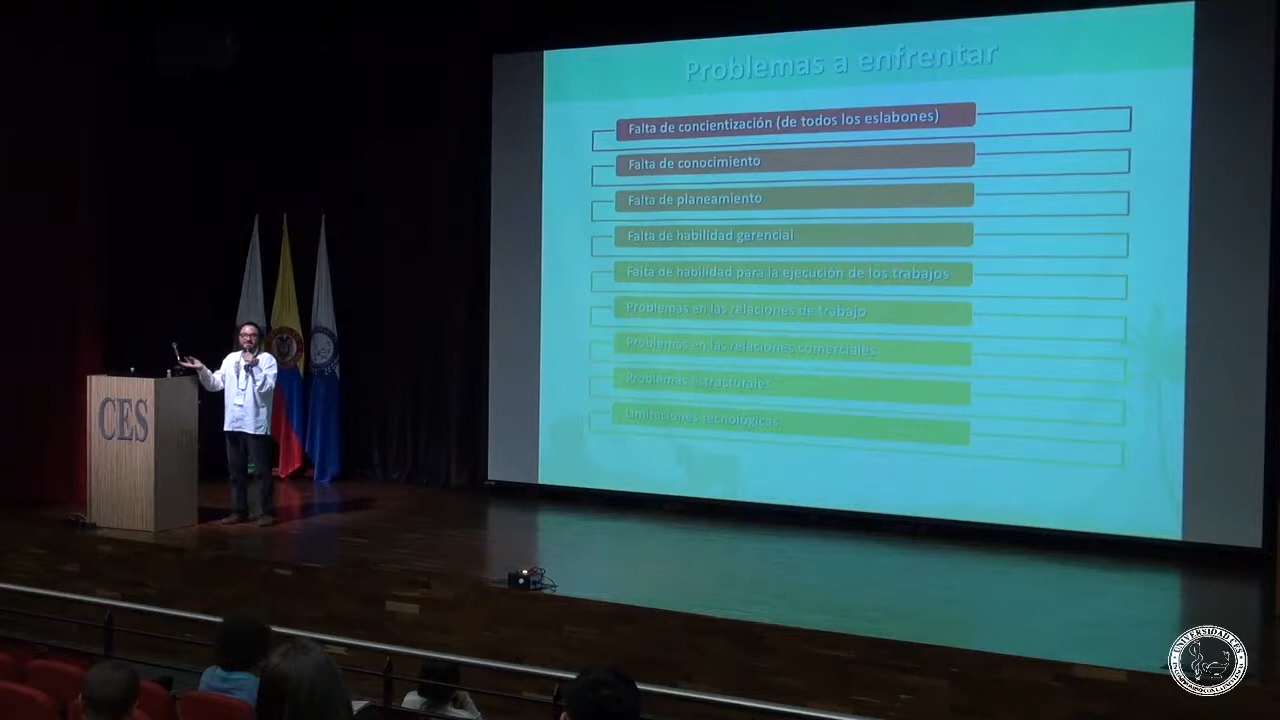 Problemas a enfrentar
Falta de concientización (de todos los eslabones)
Falta de conocimiento
Falta de planeamiento
Falta de habilidad gerencial
Falta de habilidad para la ejecución de los trabajos
Problemas en las relaciones de trabajo
Problemas en las relaciones comerciales
Problemas estructurales
Limitaciones tecnológicas
CES
UNIVERSIDAD CES